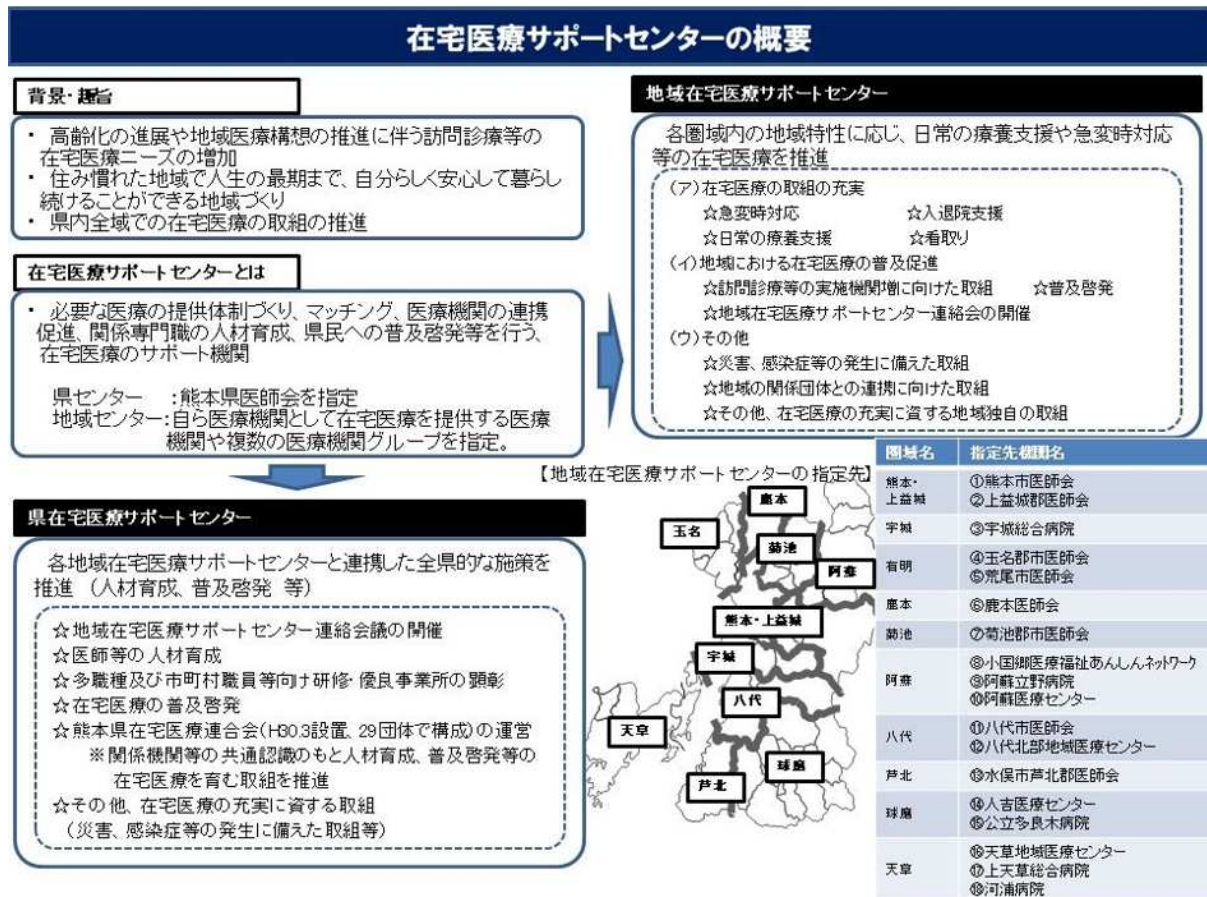 在宅医療サポートセンターの概要
背景・趣旨
・ 高齢化の進展や地域医療構想の推進に伴う訪問診療等の
在宅医療ニーズの増加
・ 住み慣れた地域で人生の最期まで、自分らしく安心して暮らし
続けることができる地域づくり
・ 県内全域での在宅医療の取組の推進
在宅医療サポートセンターとは
・ 必要な医療の提供体制づくり、マッチング、医療機関の連携
促進、関係専門職の人材育成、県民への普及啓発等を行う、
在宅医療のサポート機関
県センター ：熊本県医師会を指定
地域センター：自ら医療機関として在宅医療を提供する医療
機関や複数の医療機関グループを指定。
県在宅医療サポートセンター
各地域在宅医療サポートセンターと連携した全県的な施策を
推進 （人材育成、普及啓発 等）
☆地域在宅医療サポートセンター連絡会議の開催
☆医師等の人材育成
☆多職種及び市町村職員等向け研修・優良事業所の顕彰
☆在宅医療の普及啓発
☆熊本県在宅医療連合会（H30.3設置、29団体で構成）の運営
※関係機関等の共通認識のもと人材育成、普及啓発等の
在宅医療を育む取組を推進
☆その他、在宅医療の充実に資する取組
（災害、感染症等の発生に備えた取組等）
地域在宅医療サポートセンター
各圏域内の地域特性に応じ、日常の療養支援や急変時対応
等の在宅医療を推進
（ア）在宅医療の取組の充実
☆急変時対応 ☆入退院支援
☆日常の療養支援 ☆看取り
（イ）地域における在宅医療の普及促進
☆訪問診療等の実施機関増に向けた取組 ☆普及啓発
☆地域在宅医療サポートセンター連絡会の開催
（ウ）その他
☆災害、感染症等の発生に備えた取組
☆地域の関係団体との連携に向けた取組
☆その他、在宅医療の充実に資する地域独自の取組
【地域在宅医療サポートセンターの指定先】
鹿本
玉名
菊池
阿蘇
熊本・上益城
宇城
八代
天草
球磨
芦北
圏域名 指定先機関名
熊本・
上益城
①熊本市医師会
②上益城郡医師会
宇城 ③宇城総合病院
有明
④玉名郡市医師会
⑤荒尾市医師会
鹿本 ⑥鹿本医師会
菊池 ⑦菊池郡市医師会
阿蘇
⑧小国郷医療福祉あんしんネットワーク
⑨阿蘇立野病院
⑩阿蘇医療センター
八代
⑪八代市医師会
⑫八代北部地域医療センター
芦北 ⑬水俣市芦北郡医師会
球磨
⑭人吉医療センター
⑮公立多良木病院
天草
⑯天草地域医療センター
⑰上天草総合病院
⑱河浦病院